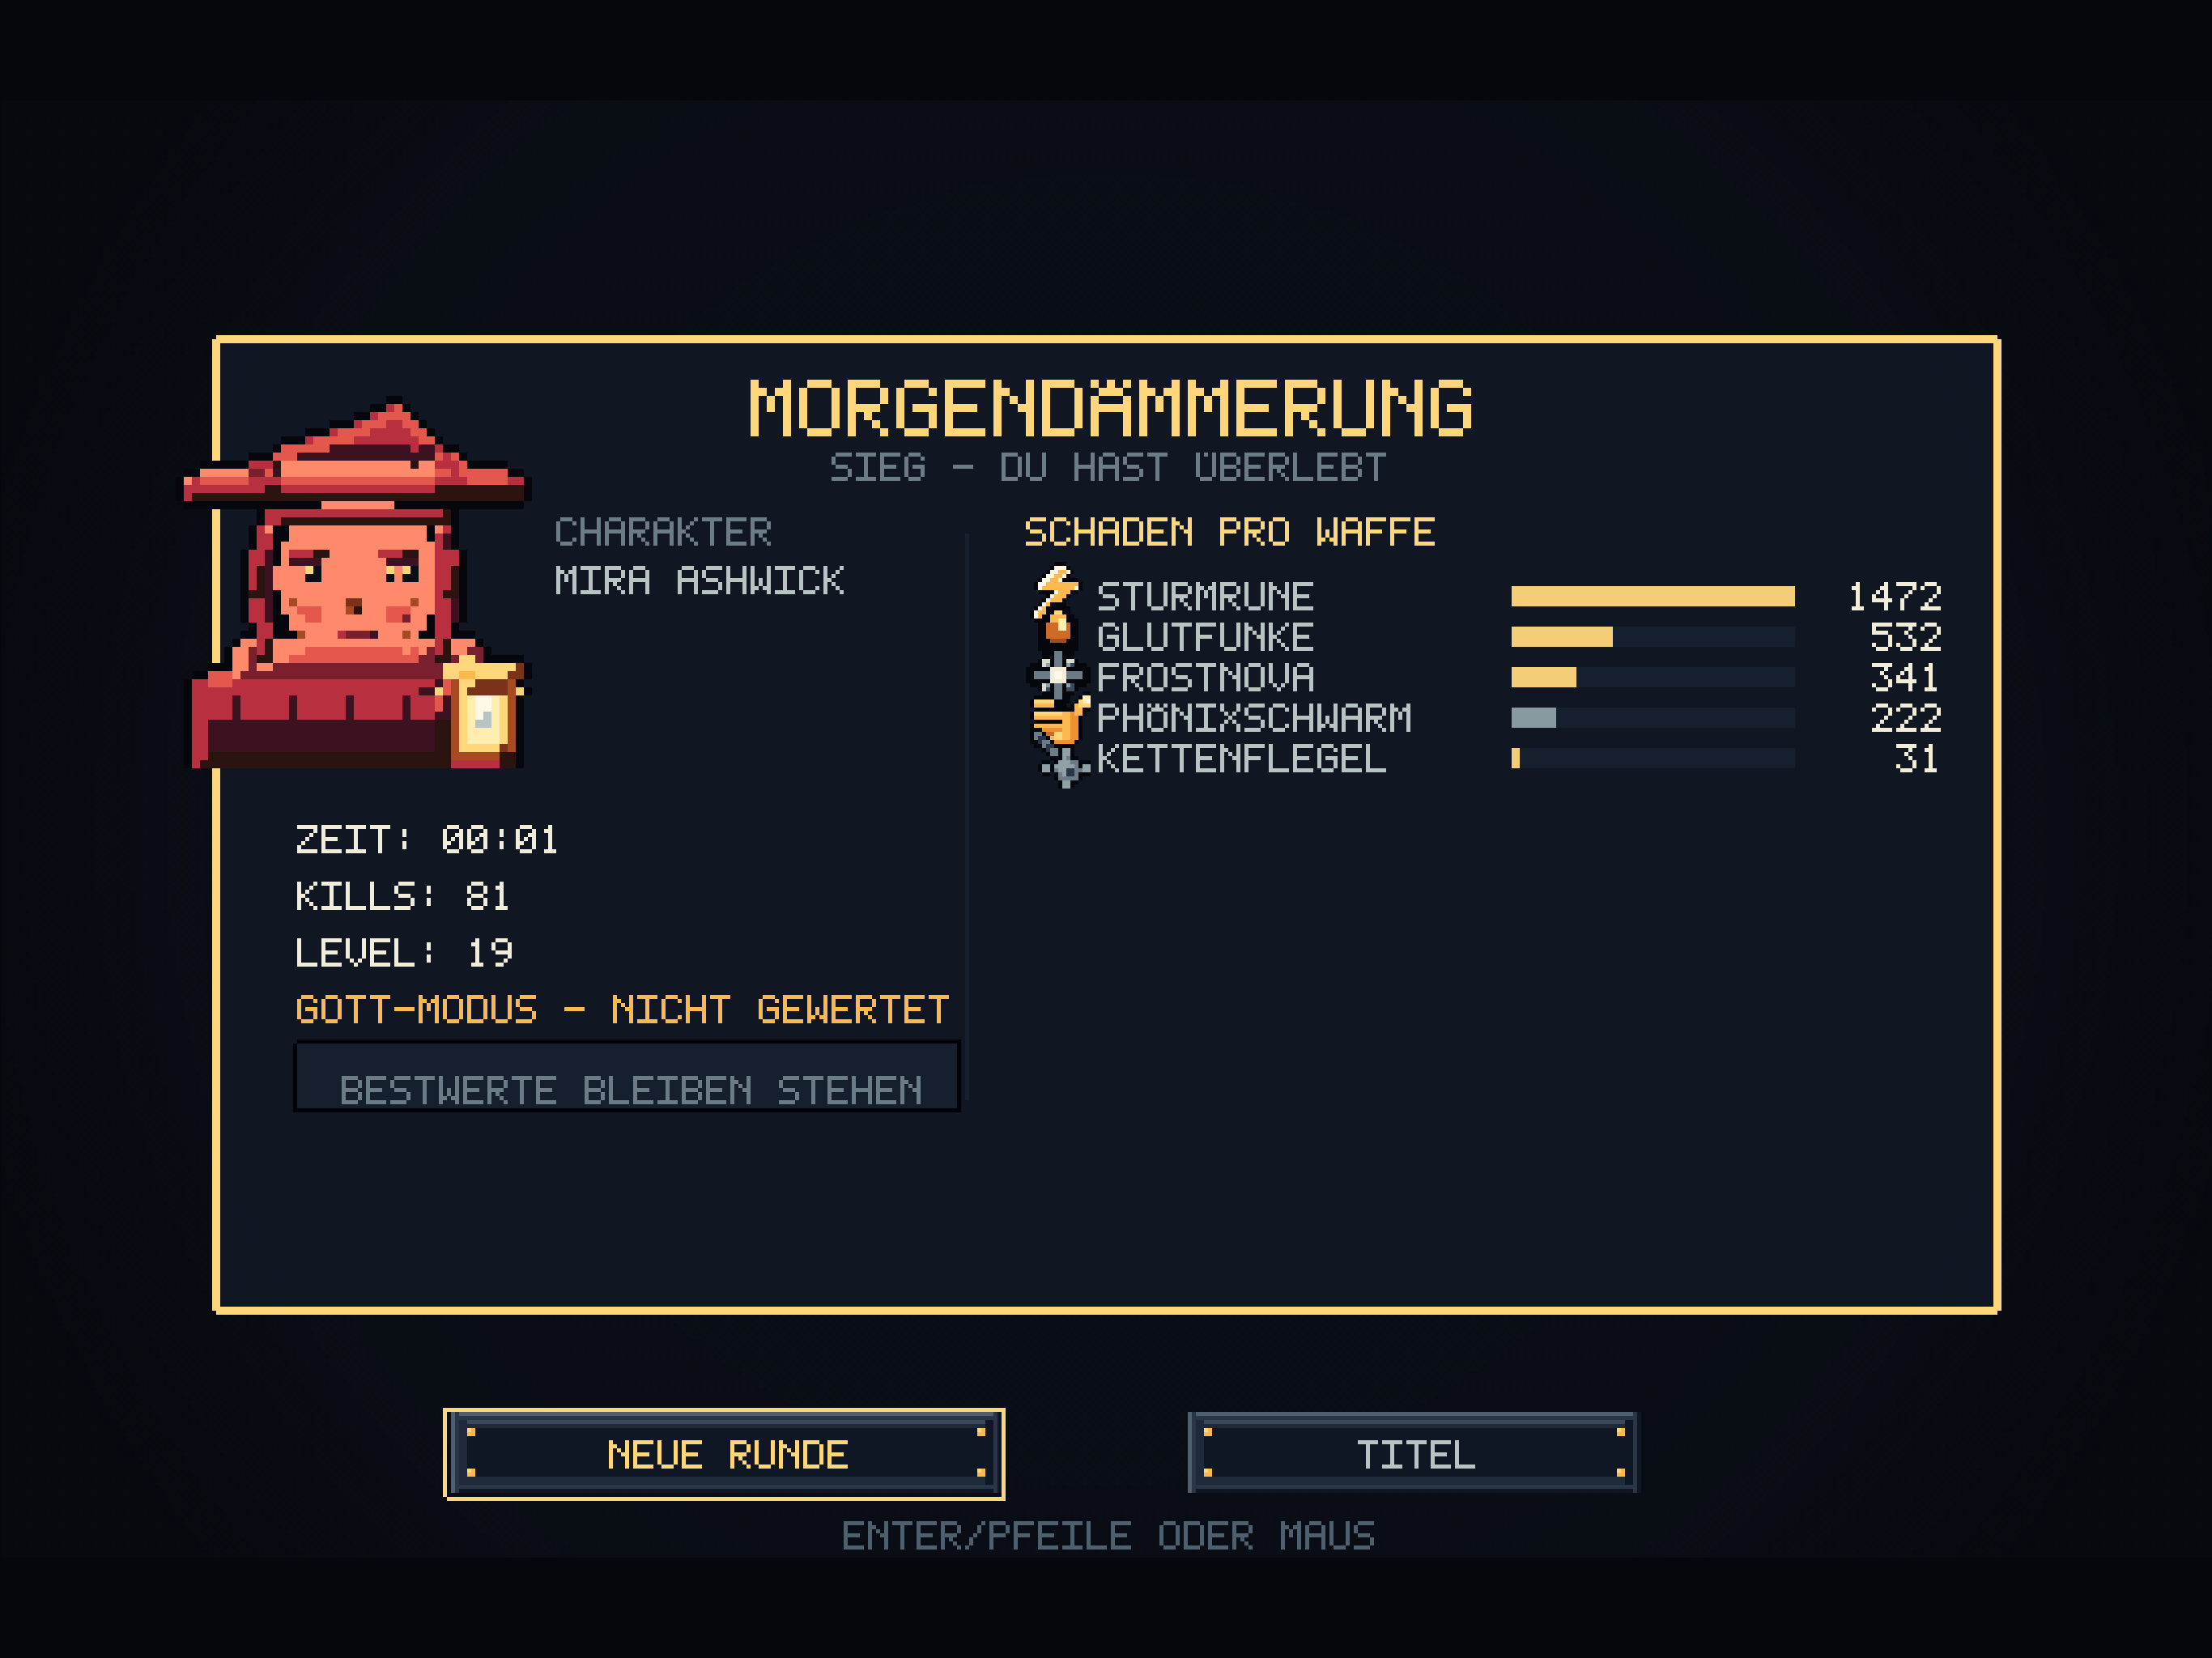 MORGENDÄMMERUNG
SIEG - DU HAST ÜBERLEBT
CHARAKTER
MIRA ASHWICK
ZEIT: 00:01
KILLS: 81
LEVEL: 19
GOTT-MODUS - NICHT GEWERTET
BESTWERTE BLEIBEN STEHEN
SCHADEN PRO WAFFE
STURMRUNE 1472
GLUTFUNKE 532
FROSTNOVA 341
PHÖNIXSCHWARM 222
KETTENFLEGEL 31
NEUE RUNDE
TITEL
ENTER/PFEILE ODER MAUS